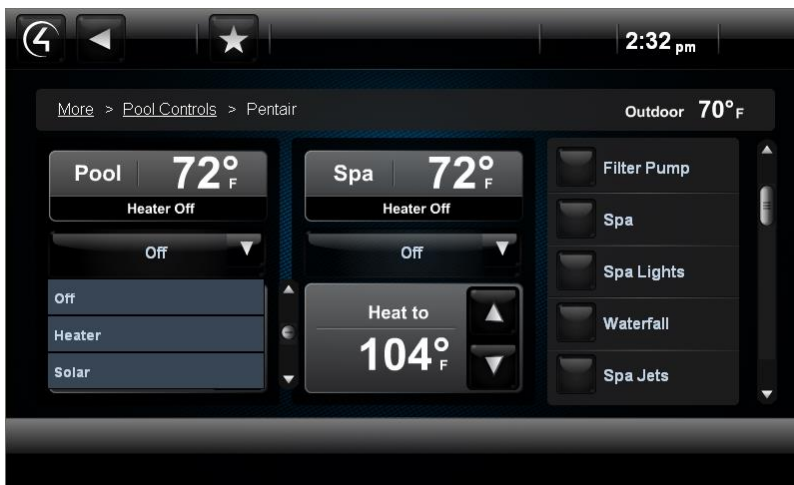 4
2:32 pm
More > Pool Controls > Pentair
Outdoor 70°F
Pool 72°F
Heater Off
Off
Off
Heater
Solar
Spa 72°F
Heater Off
Off
Heat to
104°F
Filter Pump
Spa
Spa Lights
Waterfall
Spa Jets